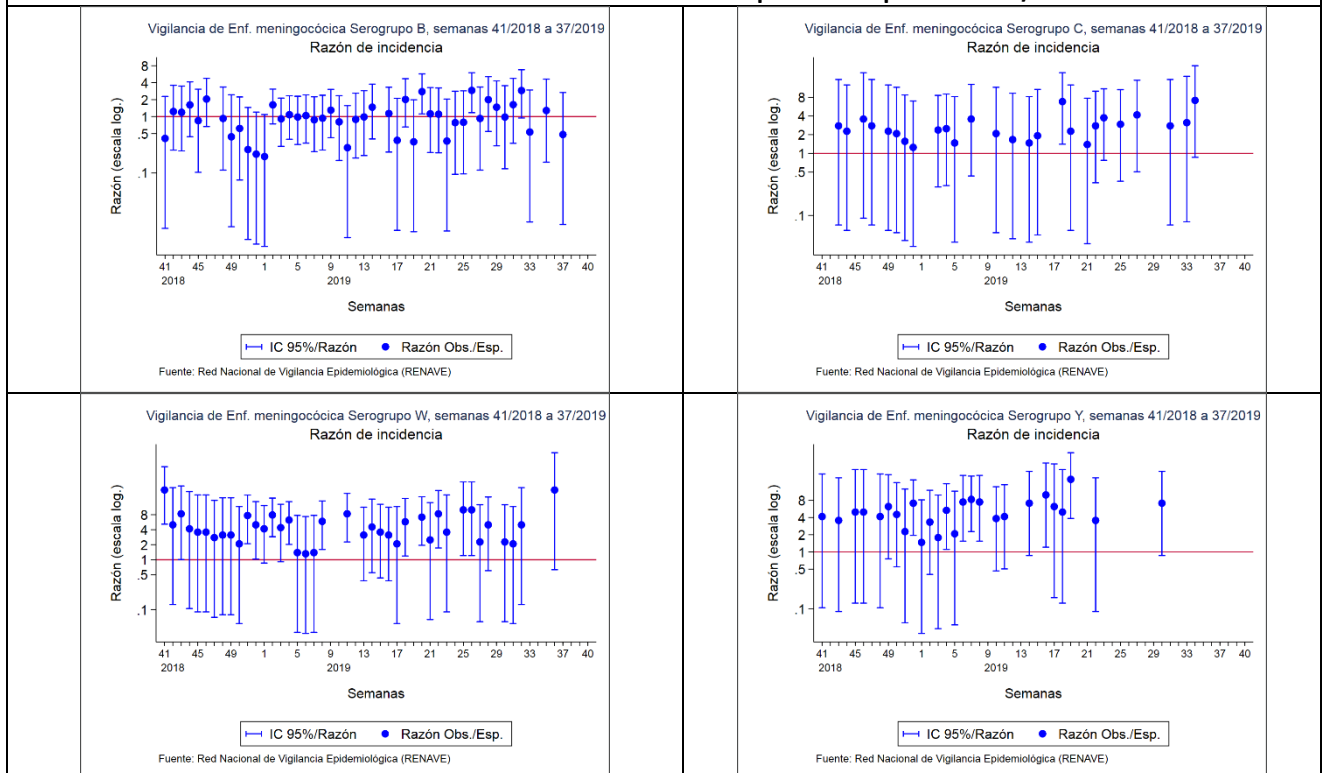 Vigilancia de Enf. meningocócica Serogrupo B, semanas 41/2018 a 37/2019
Razón de incidencia
Razón (escala log.)
8
4
2
1
.5
.1
41 45 49 1 5 9 13 17 21 25 29 33 37 40
2018 2019
Semanas
IC 95%/Razón Razón Obs./Esp.
Fuente: Red Nacional de Vigilancia Epidemiológica (RENAVE)
Vigilancia de Enf. meningocócica Serogrupo C, semanas 41/2018 a 37/2019
Razón de incidencia
Razón (escala log.)
8
4
2
1
.5
.1
41 45 49 1 5 9 13 17 21 25 29 33 37 40
2018 2019
Semanas
IC 95%/Razón Razón Obs./Esp.
Fuente: Red Nacional de Vigilancia Epidemiológica (RENAVE)
Vigilancia de Enf. meningocócica Serogrupo W, semanas 41/2018 a 37/2019
Razón de incidencia
Razón (escala log.)
8
4
2
1
.5
.1
41 45 49 1 5 9 13 17 21 25 29 33 37 40
2018 2019
Semanas
IC 95%/Razón Razón Obs./Esp.
Fuente: Red Nacional de Vigilancia Epidemiológica (RENAVE)
Vigilancia de Enf. meningocócica Serogrupo Y, semanas 41/2018 a 37/2019
Razón de incidencia
Razón (escala log.)
8
4
2
1
.5
.1
41 45 49 1 5 9 13 17 21 25 29 33 37 40
2018 2019
Semanas
IC 95%/Razón Razón Obs./Esp.
Fuente: Red Nacional de Vigilancia Epidemiológica (RENAVE)